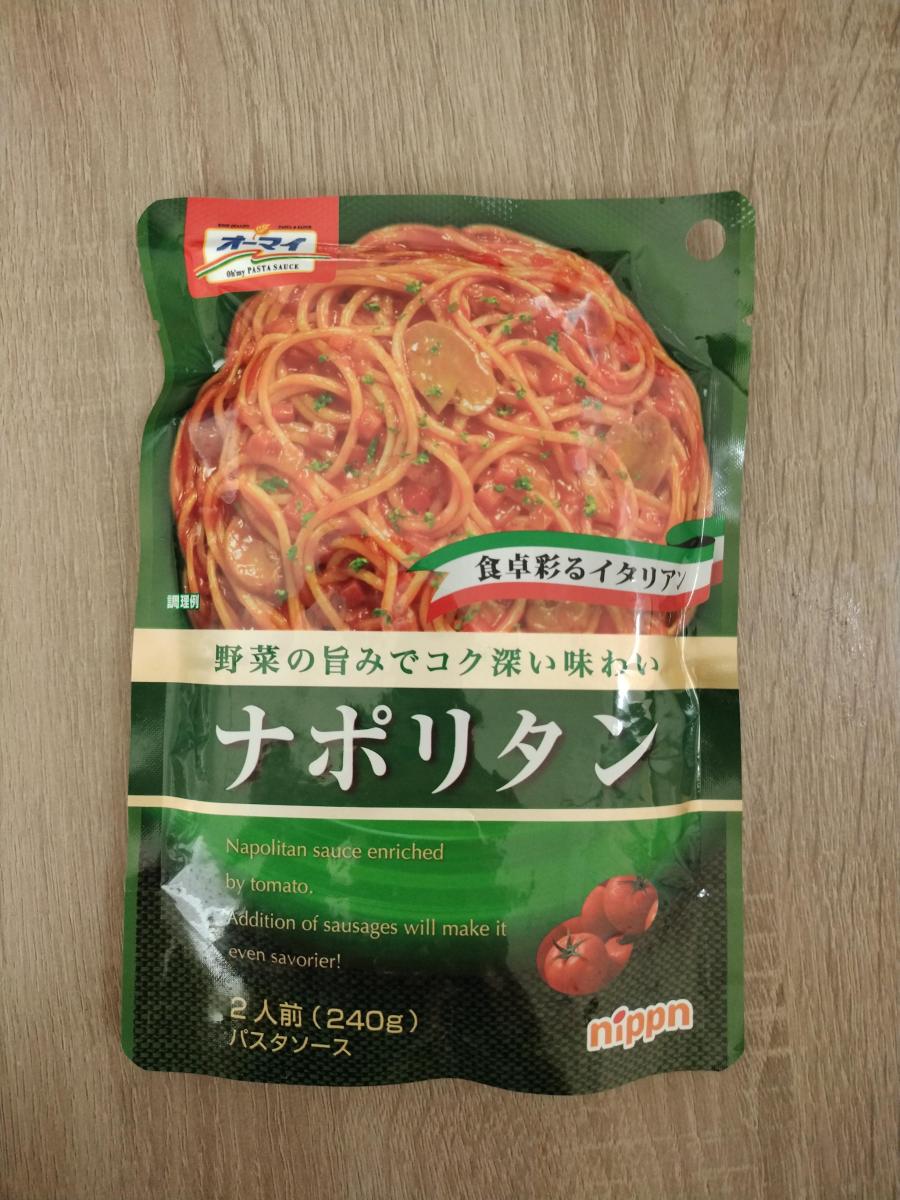 オーマイ
Oh'my PASTA SAUCE
食卓彩るイタリアン
調理例
野菜の旨みでコク深い味わい
ナポリタン
Napolitan sauce enriched
by tomato.
Addition of sausages will make it
even savorier!
2人前(240g)
パスタソース
nippn